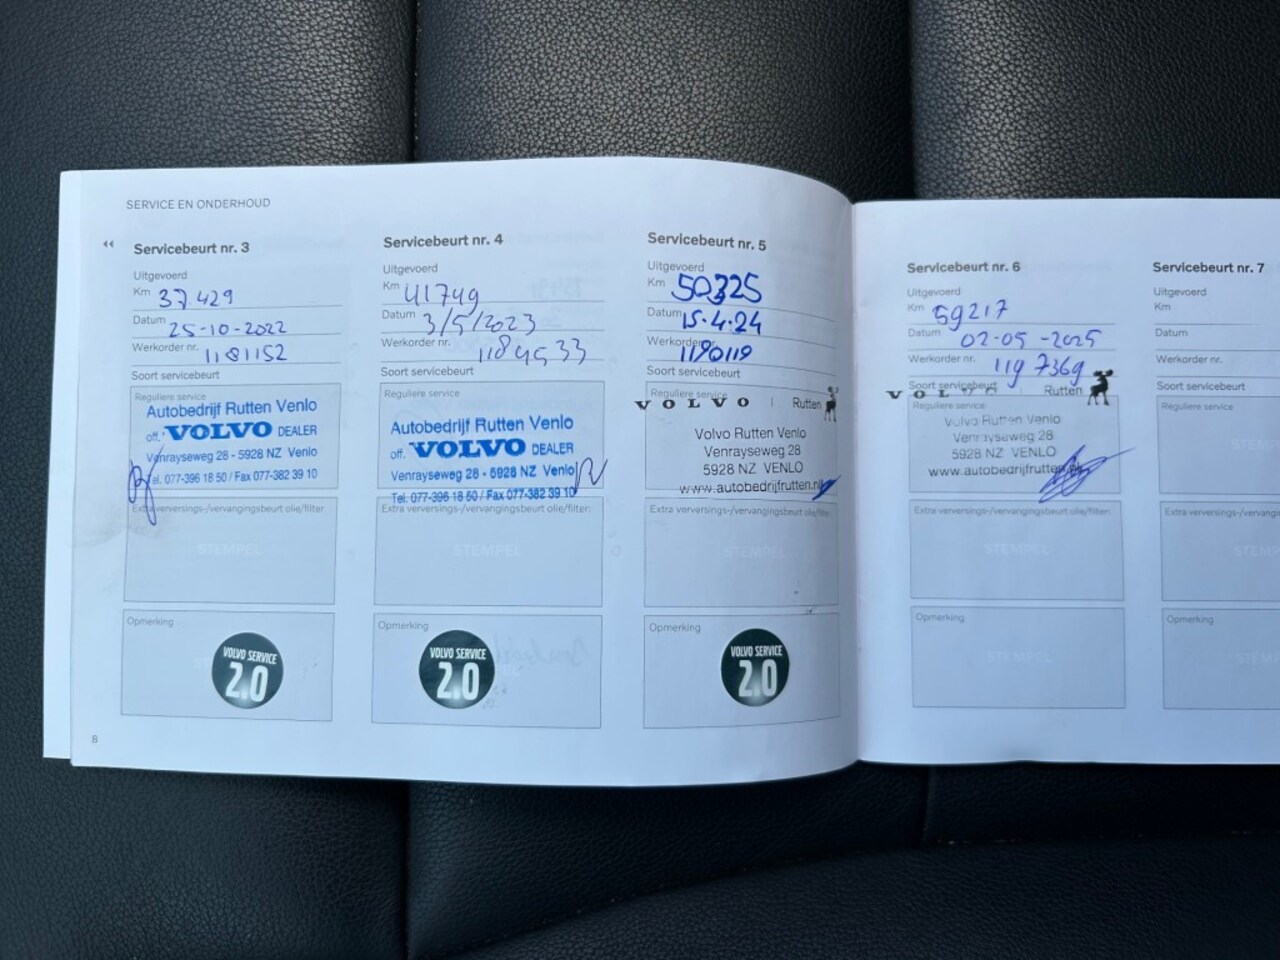 SERVICE EN ONDERHOUD
Servicebeurt nr. 3
Uitgevoerd
Km 37.429
Datum 25-10-2022
Werkorder nr. 1181152
Soort servicebeurt
Reguliere service
Autobedrijf Rutten Venlo
off. VOLVO DEALER
Venrayseweg 28 - 5928 NZ Venlo
Tel. 077-396 18 50 / Fax 077-382 39 10
Extra verversings-/vervangingsbeurt olie/filter:
STEMPEL
Opmerking
VOLVO SERVICE
2.0
8
Servicebeurt nr. 4
Uitgevoerd
Km 41749
Datum 3/5/2023
Werkorder nr. 1184533
Soort servicebeurt
Reguliere service
Autobedrijf Rutten Venlo
off. VOLVO DEALER
Venrayseweg 28 - 5928 NZ Venlo
Tel. 077-396 18 50 / Fax 077-382 39 10
Extra verversings-/vervangingsbeurt olie/filter:
STEMPEL
Opmerking
VOLVO SERVICE
2.0
Servicebeurt nr. 5
Uitgevoerd
Km 50325
Datum 15.4.24
Werkorder nr. 1190119
Soort servicebeurt
Reguliere service
VOLVO | Rutten
Volvo Rutten Venlo
Venrayseweg 28
5928 NZ VENLO
www.autobedrijfrutten.nl
Extra verversings-/vervangingsbeurt olie/filter:
STEMPEL
Opmerking
VOLVO SERVICE
2.0
Servicebeurt nr. 6
Uitgevoerd
Km 59217
Datum 02-05-2025
Werkorder nr. 1197369
Soort servicebeurt
VOLVO Rutten
Reguliere service
Volvo Rutten Venlo
Venrayseweg 28
5928 NZ VENLO
www.autobedrijfrutten.nl
Extra verversings-/vervangingsbeurt olie/filter:
STEMPEL
Opmerking
STEMPEL
Servicebeurt nr. 7
Uitgevoerd
Km
Datum
Werkorder nr.
Soort servicebeurt
Reguliere service
STEM
Extra verversings-/vervanging
STEM
Opmerking
STEM